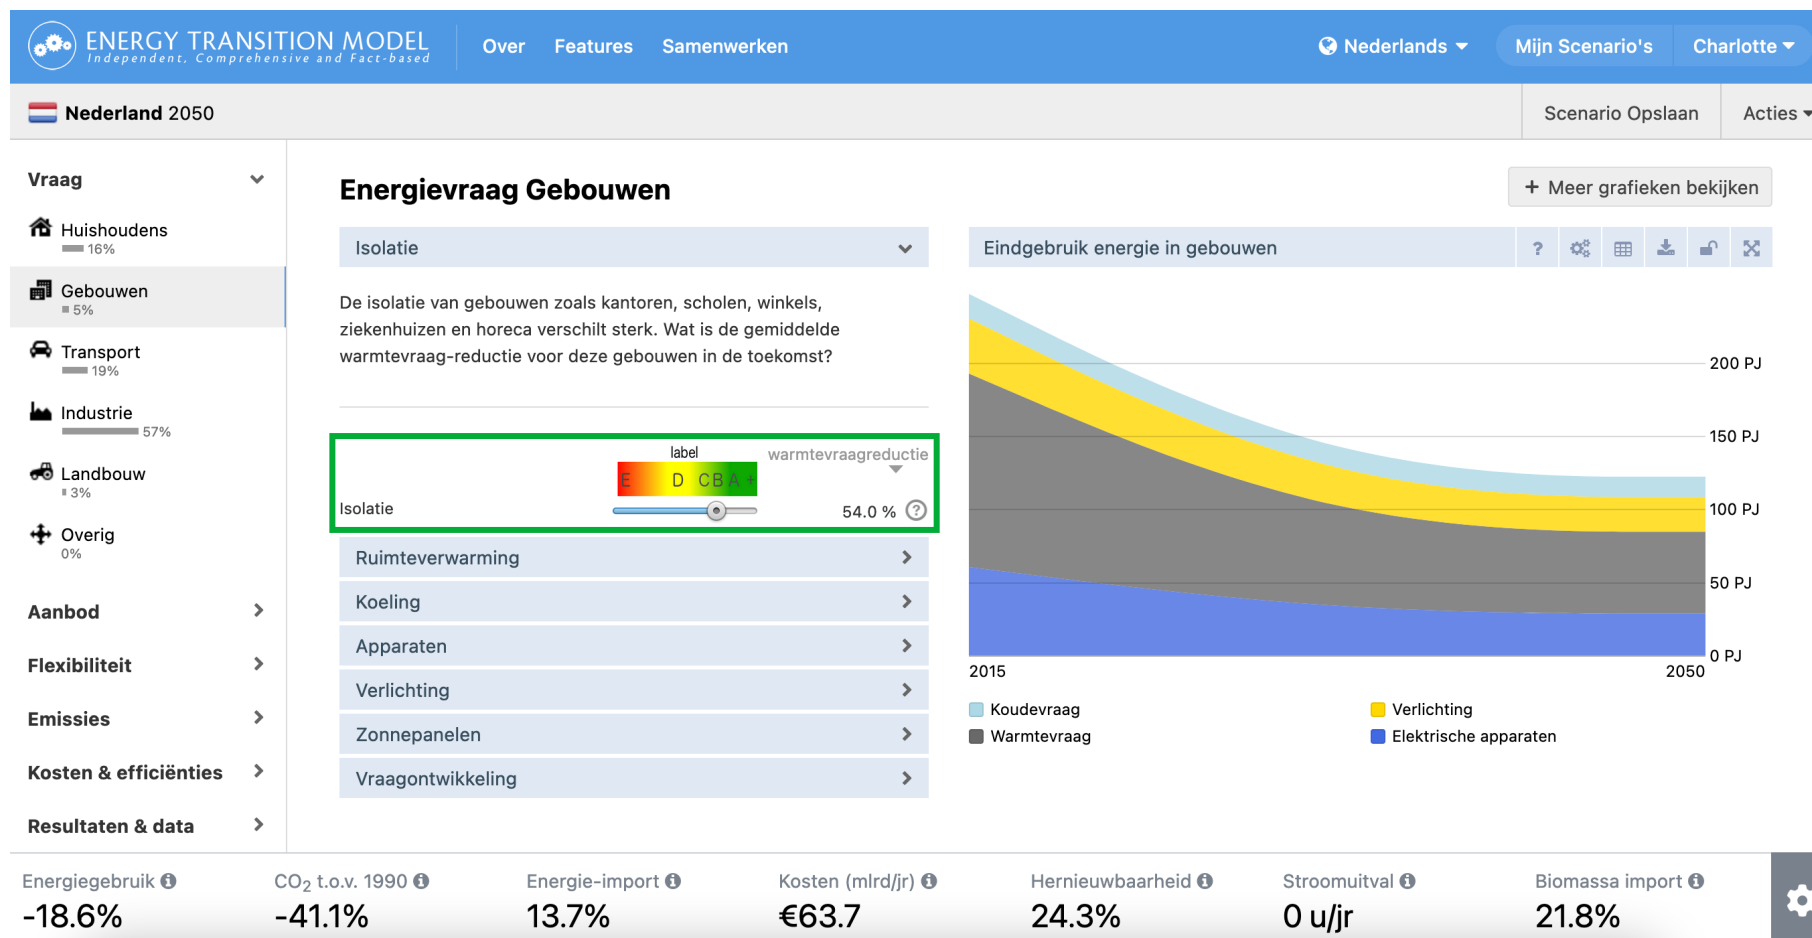 ENERGY TRANSITION MODEL
Independent, Comprehensive and Fact-based
Over
Features
Samenwerken
Nederlands
Mijn Scenario's
Charlotte
Nederland 2050
Scenario Opslaan
Acties
Vraag
Huishoudens
16%
Gebouwen
5%
Transport
19%
Industrie
57%
Landbouw
3%
Overig
0%
Aanbod
Flexibiliteit
Emissies
Kosten & efficiënties
Resultaten & data
Energievraag Gebouwen
+ Meer grafieken bekijken
Isolatie
De isolatie van gebouwen zoals kantoren, scholen, winkels,
ziekenhuizen en horeca verschilt sterk. Wat is de gemiddelde
warmtevraag-reductie voor deze gebouwen in de toekomst?
label
warmtevraagreductie
E D C B A +
Isolatie
54.0 % ?
Ruimteverwarming
Koeling
Apparaten
Verlichting
Zonnepanelen
Vraagontwikkeling
Eindgebruik energie in gebouwen
?
200 PJ
150 PJ
100 PJ
50 PJ
0 PJ
2015
2050
Koudevraag
Verlichting
Warmtevraag
Elektrische apparaten
Energiegebruik
-18.6%
CO2 t.o.v. 1990
-41.1%
Energie-import
13.7%
Kosten (mlrd/jr)
€63.7
Hernieuwbaarheid
24.3%
Stroomuitval
0 u/jr
Biomassa import
21.8%